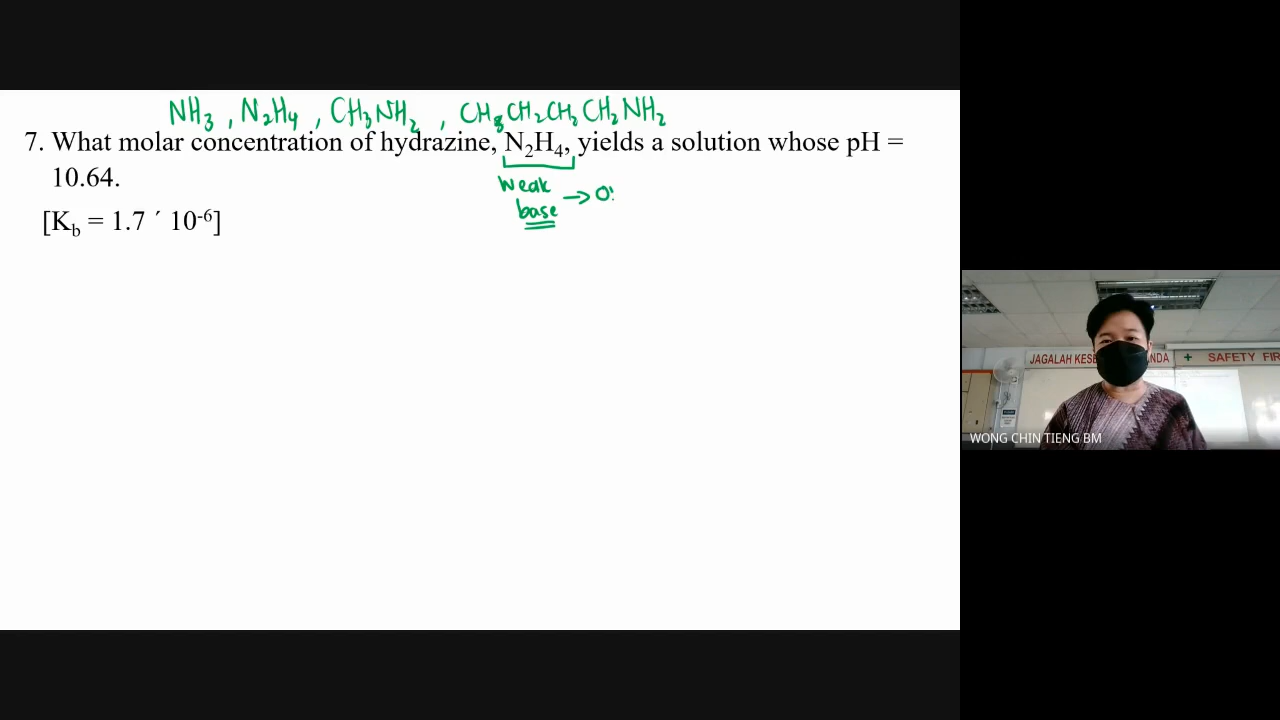 NH3 , N2H4 , CH3NH2 , CH3CH2CH2CH2NH2
7. What molar concentration of hydrazine, N2H4, yields a solution whose pH =
10.64.
weak
base → O
[Kb = 1.7 ´ 10-6]
JAGALAH KESE NDA + SAFETY FIR
WONG CHIN TIENG BM